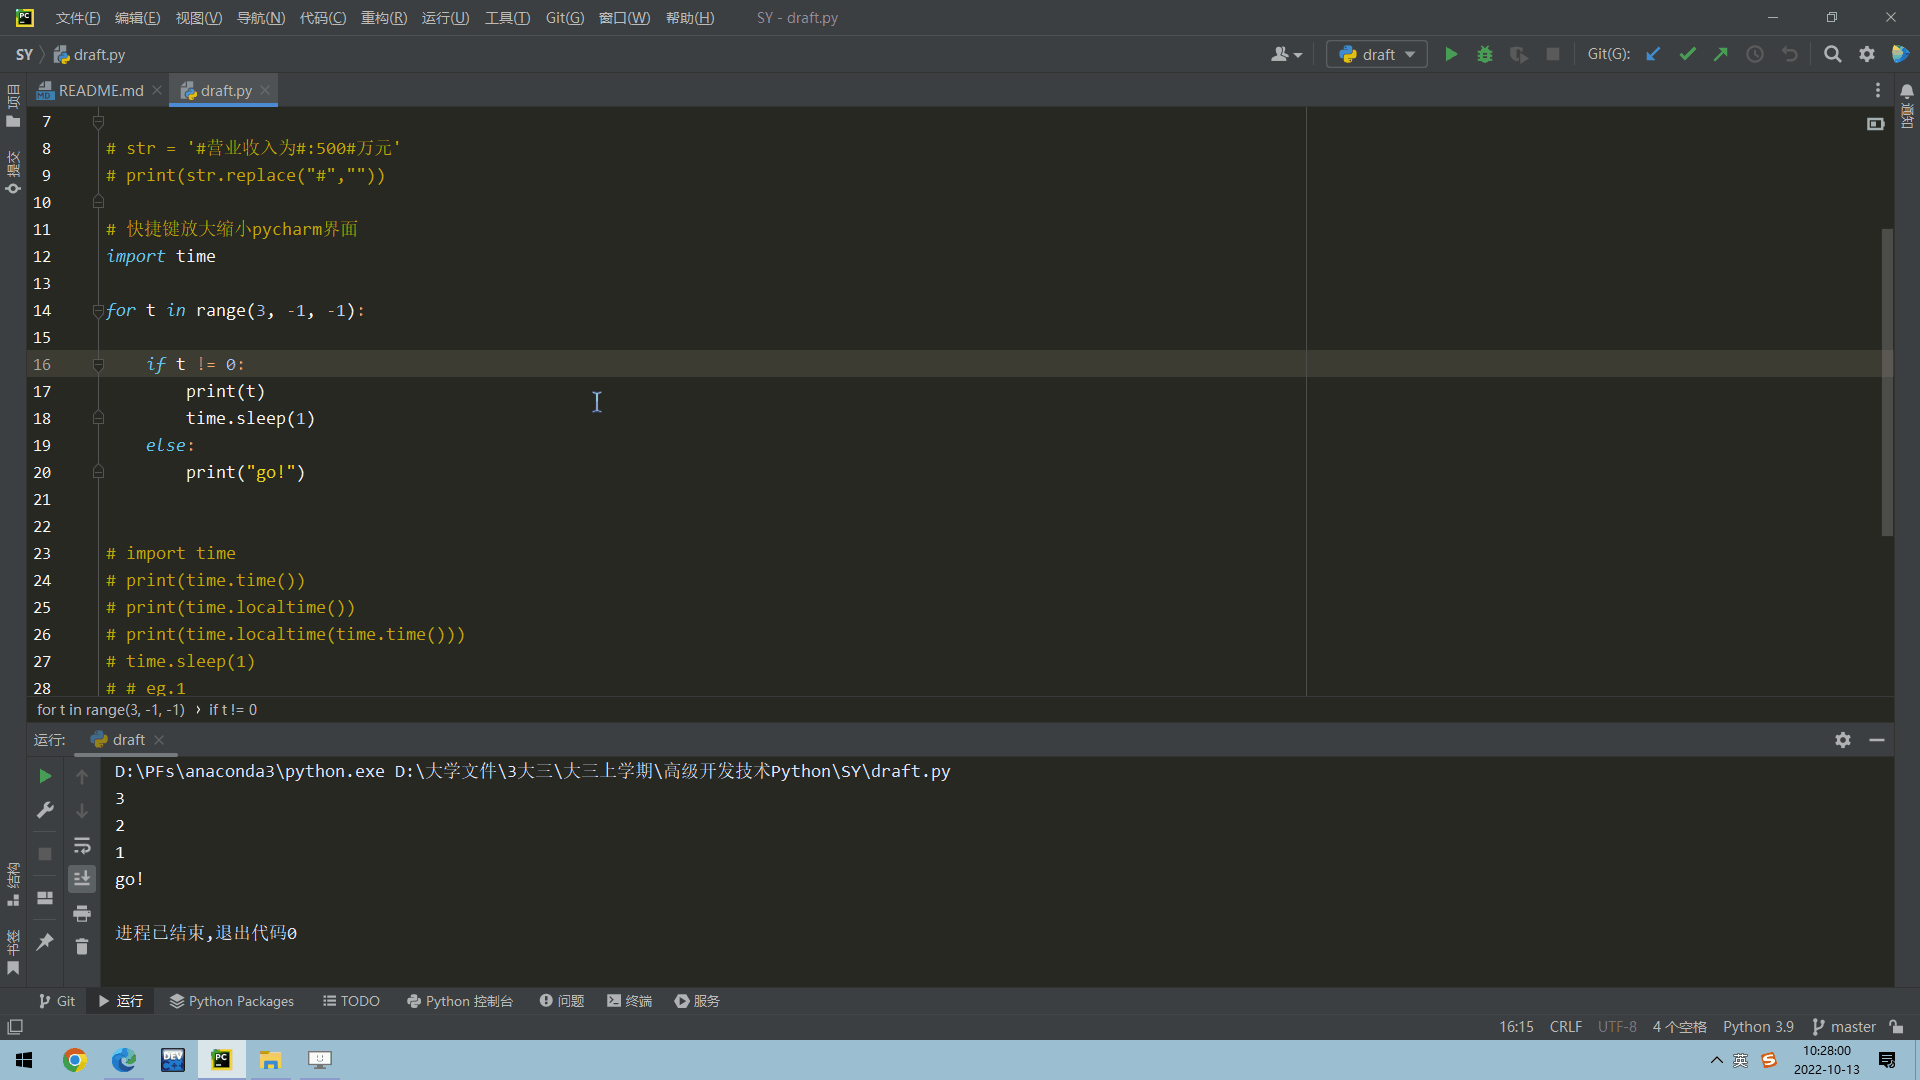 文件(F) 编辑(E) 视图(V) 导航(N) 代码(C) 重构(R) 运行(U) 工具(T) Git(G) 窗口(W) 帮助(H) SY - draft.py
SY draft.py draft Git(G):
README.md draft.py
项目
提交
通知
7
8 # str = '#营业收入为#:500#万元'
9 # print(str.replace("#",""))
10
11 # 快捷键放大缩小pycharm界面
12 import time
13
14 for t in range(3, -1, -1):
15
16 if t != 0:
17 print(t)
18 time.sleep(1)
19 else:
20 print("go!")
21
22
23 # import time
24 # print(time.time())
25 # print(time.localtime())
26 # print(time.localtime(time.time()))
27 # time.sleep(1)
28 # # eg.1
for t in range(3, -1, -1) › if t != 0
运行: draft
D:\PFs\anaconda3\python.exe D:\大学文件\3大三\大三上学期\高级开发技术Python\SY\draft.py
3
2
1
go!
进程已结束,退出代码0
结构
书签
Git 运行 Python Packages TODO Python 控制台 问题 终端 服务
16:15 CRLF UTF-8 4 个空格 Python 3.9 master
英 10:28:00
2022-10-13